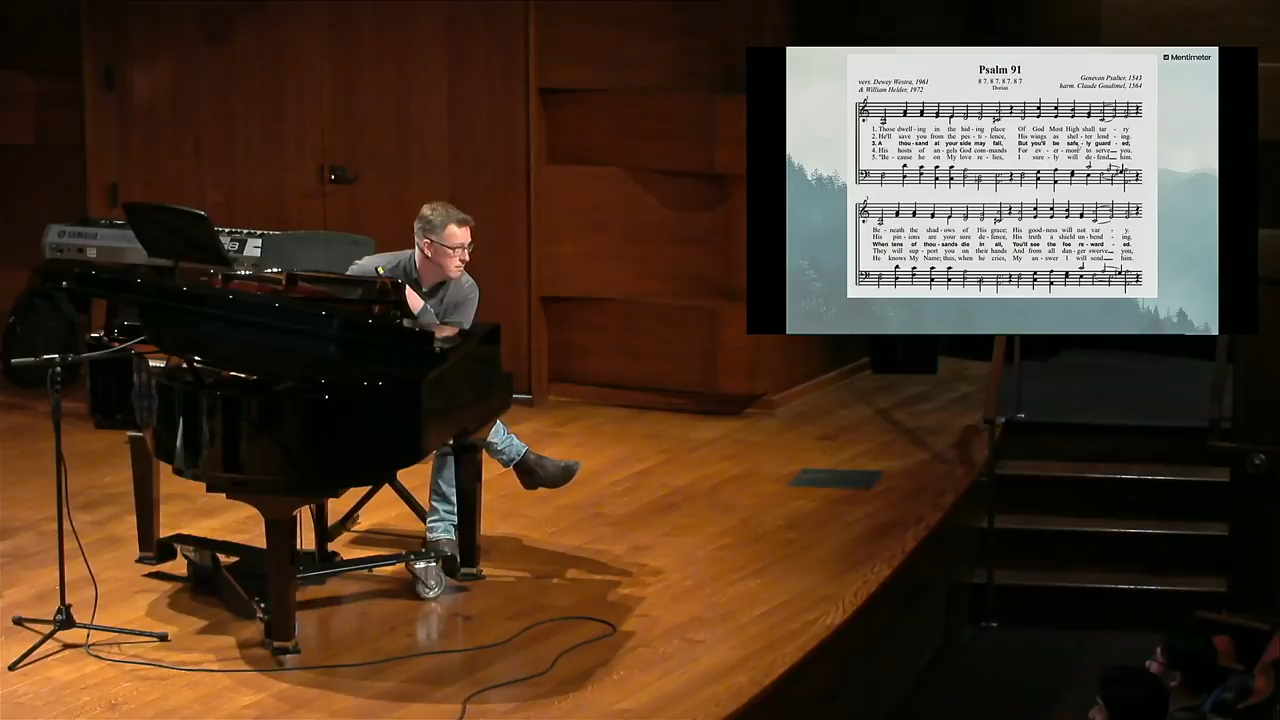 YAMAHA
Mentimeter
Psalm 91
8 7. 8 7. 8 7. 8 7
Dorian
vers. Dewey Westra, 1961
& William Helder, 1972
Genevan Psalter, 1543
harm. Claude Goudimel, 1564
1. Those dwell - ing in the hid - ing place Of God Most High shall tar - ry
2. He'll save you from the pes - ti - lence, His wings as shel - ter lend - ing.
3. A thou - sand at your side may fall, But you'll be safe - ly guard - ed;
4. His hosts of an - gels God com - mands For ev - er - more to serve you.
5. "Be - cause he on My love re - lies, I sure - ly will de - fend him.
Be - neath the shad - ows of His grace; His good - ness will not var - y.
His pin - ions are your sure de - fence, His truth a shield un - bend - ing.
When tens of thou - sands die in all, You'll see the foe re - ward - ed.
They will sup - port you on their hands And from all dan - ger swerve you,
He knows My Name; thus, when he cries, My an - swer I will send him.